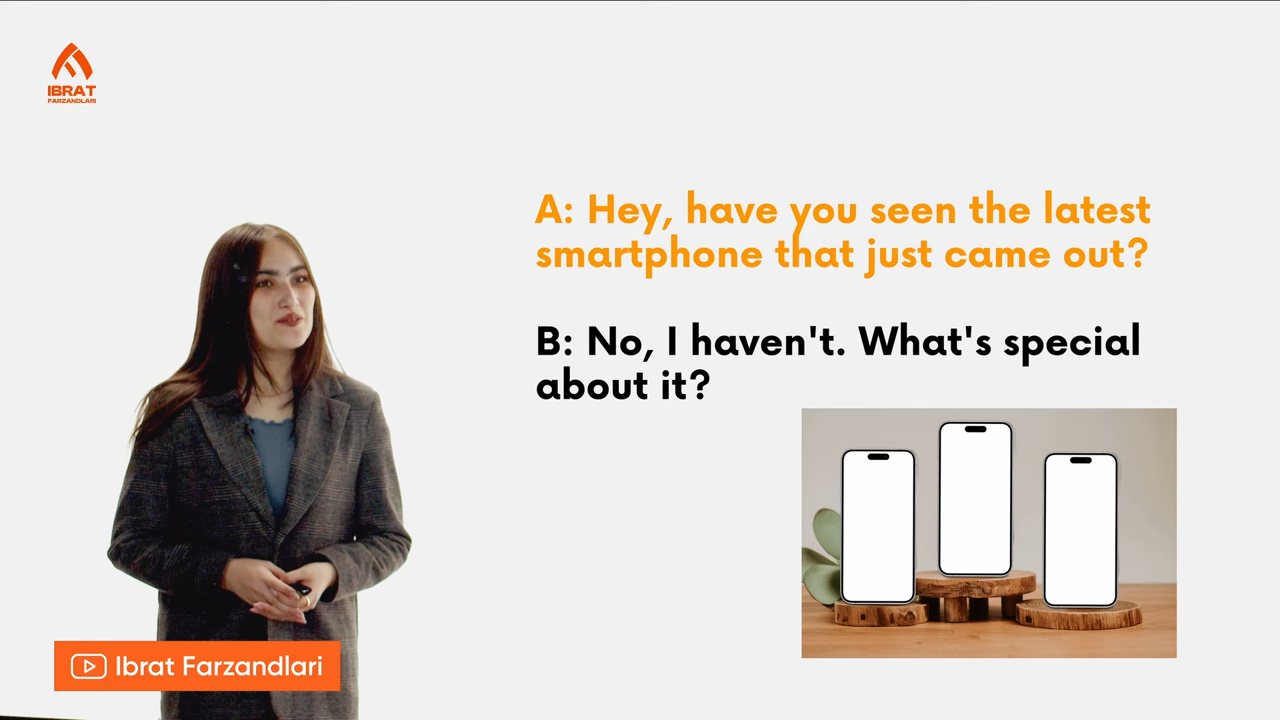 IBRAT
FARZANDLARI
A: Hey, have you seen the latest
smartphone that just came out?
B: No, I haven't. What's special
about it?
Ibrat Farzandlari